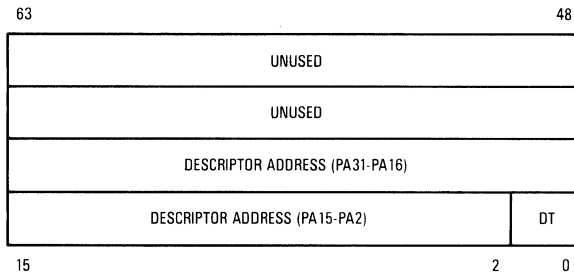 63 48
UNUSED
UNUSED
DESCRIPTOR ADDRESS (PA31-PA16)
DESCRIPTOR ADDRESS (PA15-PA2) DT
15 2 0